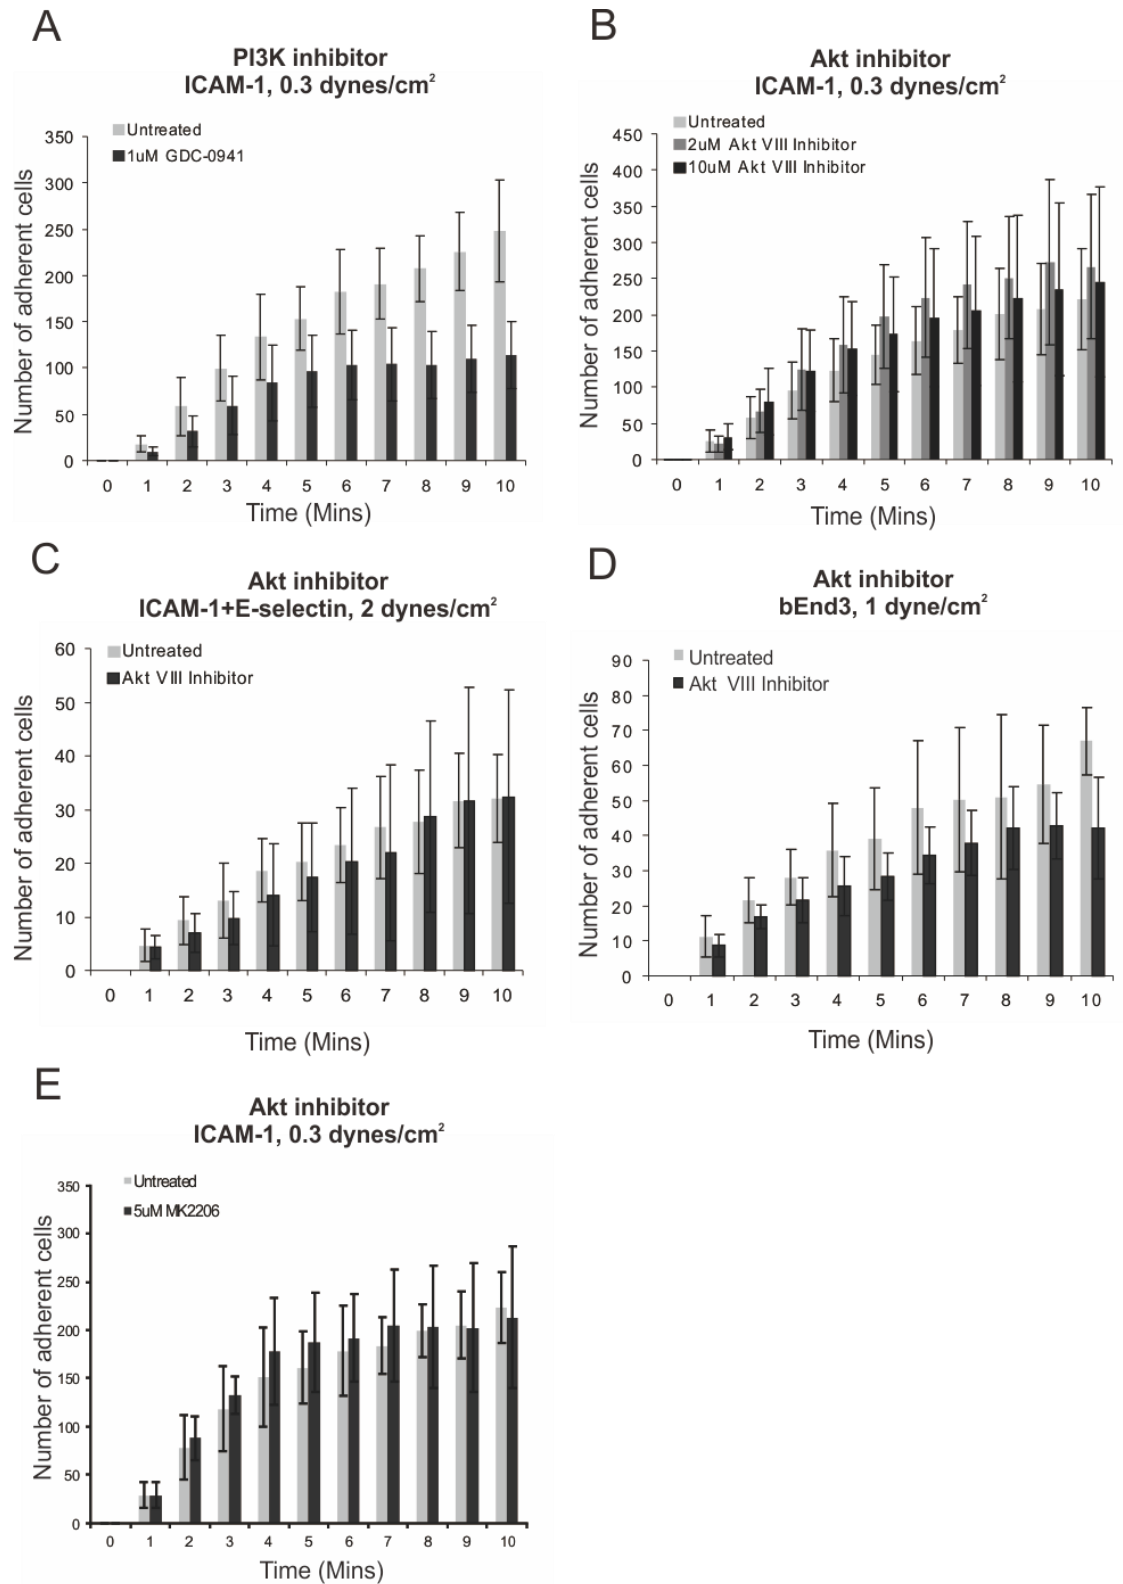 A
PI3K inhibitor
ICAM-1, 0.3 dynes/cm²
Untreated
1uM GDC-0941
Number of adherent cells
350
300
250
200
150
100
50
0
0 1 2 3 4 5 6 7 8 9 10
Time (Mins)
B
Akt inhibitor
ICAM-1, 0.3 dynes/cm²
Untreated
2uM Akt VIII Inhibitor
10uM Akt VIII Inhibitor
Number of adherent cells
450
400
350
300
250
200
150
100
50
0
0 1 2 3 4 5 6 7 8 9 10
Time (Mins)
C
Akt inhibitor
ICAM-1+E-selectin, 2 dynes/cm²
Untreated
Akt VIII Inhibitor
Number of adherent cells
60
50
40
30
20
10
0
0 1 2 3 4 5 6 7 8 9 10
Time (Mins)
D
Akt inhibitor
bEnd3, 1 dyne/cm²
Untreated
Akt VIII Inhibitor
Number of adherent cells
90
80
70
60
50
40
30
20
10
0
0 1 2 3 4 5 6 7 8 9 10
Time (Mins)
E
Akt inhibitor
ICAM-1, 0.3 dynes/cm²
Untreated
5uM MK2206
Number of adherent cells
350
300
250
200
150
100
50
0
0 1 2 3 4 5 6 7 8 9 10
Time (Mins)